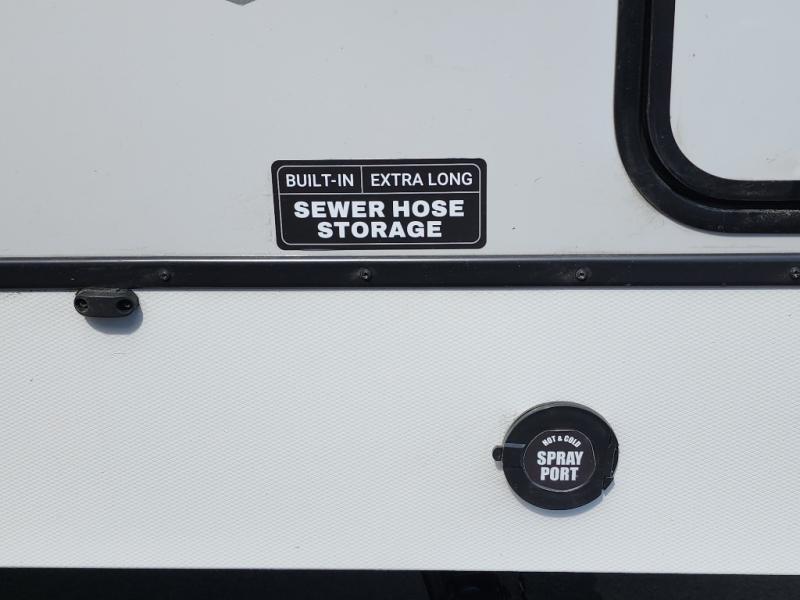 BUILT-IN EXTRA LONG
SEWER HOSE
STORAGE
HOT & COLD
SPRAY
PORT